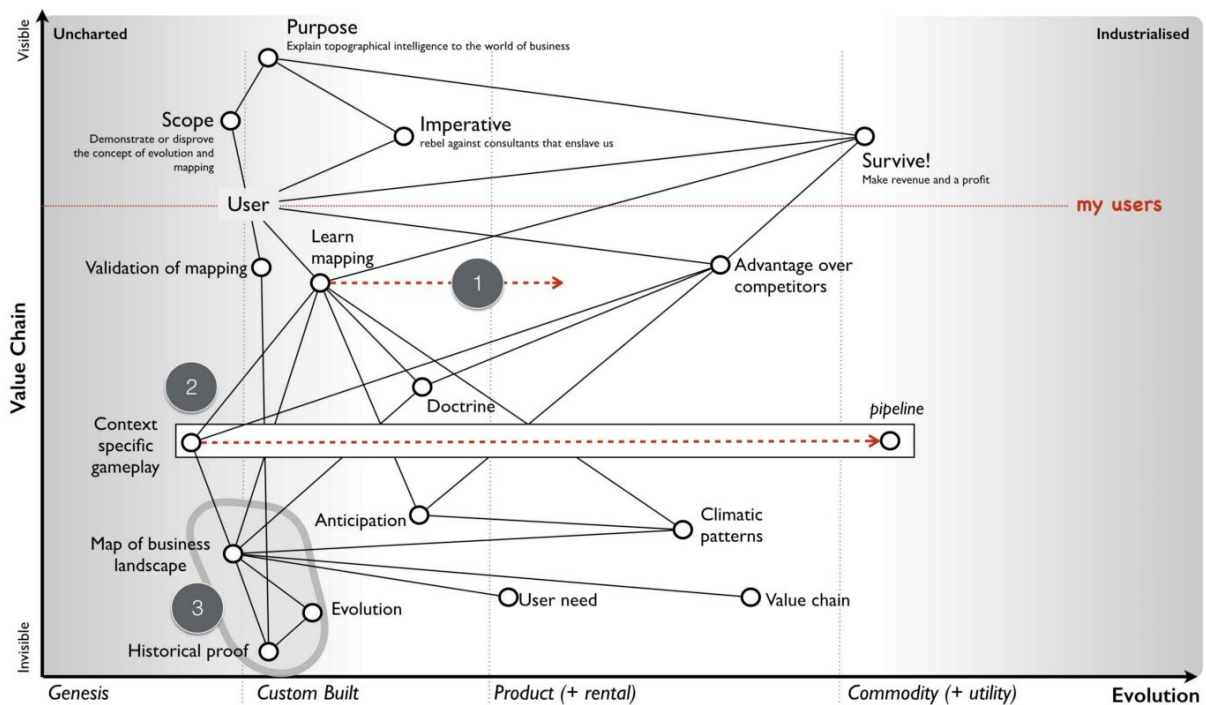 Visible
Uncharted
Purpose
Explain topographical intelligence to the world of business
Industrialised
Scope
Demonstrate or disprove
the concept of evolution and
mapping
Imperative
rebel against consultants that enslave us
Survive!
Make revenue and a profit
User
my users
Learn
mapping
Validation of mapping
1
Advantage over
competitors
Value Chain
2
Doctrine
pipeline
Context
specific
gameplay
Anticipation
Climatic
patterns
Map of business
landscape
3
Evolution
User need
Value chain
Historical proof
Invisible
Genesis
Custom Built
Product (+ rental)
Commodity (+ utility)
Evolution